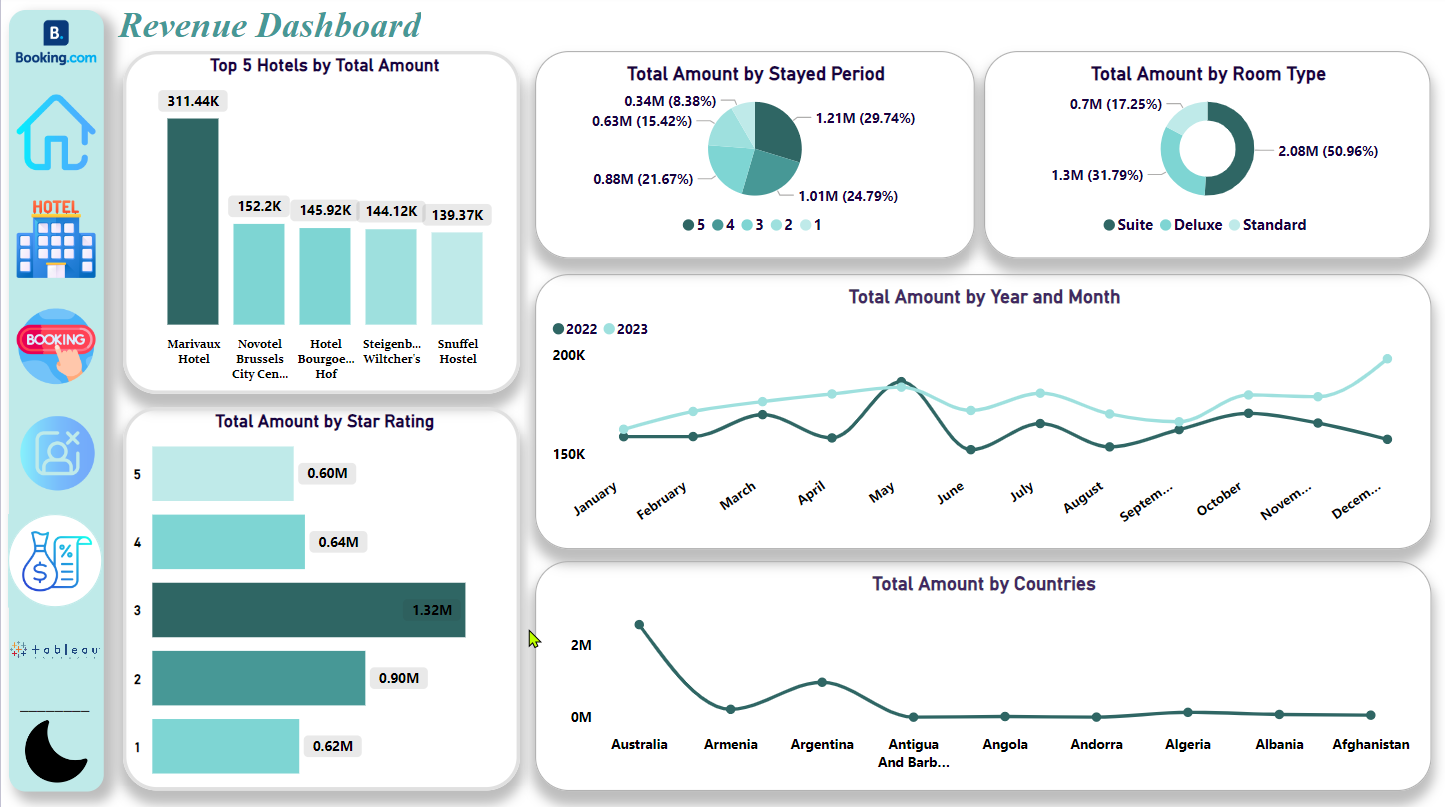 B.
Booking.com
HOTEL
BOOKING
%
$
tableau
Revenue Dashboard
Top 5 Hotels by Total Amount
311.44K
152.2K
145.92K
144.12K
139.37K
Marivaux Hotel
Novotel Brussels City Cen...
Hotel Bourgoe... Hof
Steigenb... Wiltcher's
Snuffel Hostel
Total Amount by Stayed Period
0.34M (8.38%)
0.63M (15.42%)
0.88M (21.67%)
1.21M (29.74%)
1.01M (24.79%)
5 4 3 2 1
Total Amount by Room Type
0.7M (17.25%)
1.3M (31.79%)
2.08M (50.96%)
Suite Deluxe Standard
Total Amount by Year and Month
2022 2023
200K
150K
January February March April May June July August Septem... October Novem... Decem...
Total Amount by Star Rating
5 0.60M
4 0.64M
3 1.32M
2 0.90M
1 0.62M
Total Amount by Countries
2M
0M
Australia Armenia Argentina Antigua And Barb... Angola Andorra Algeria Albania Afghanistan